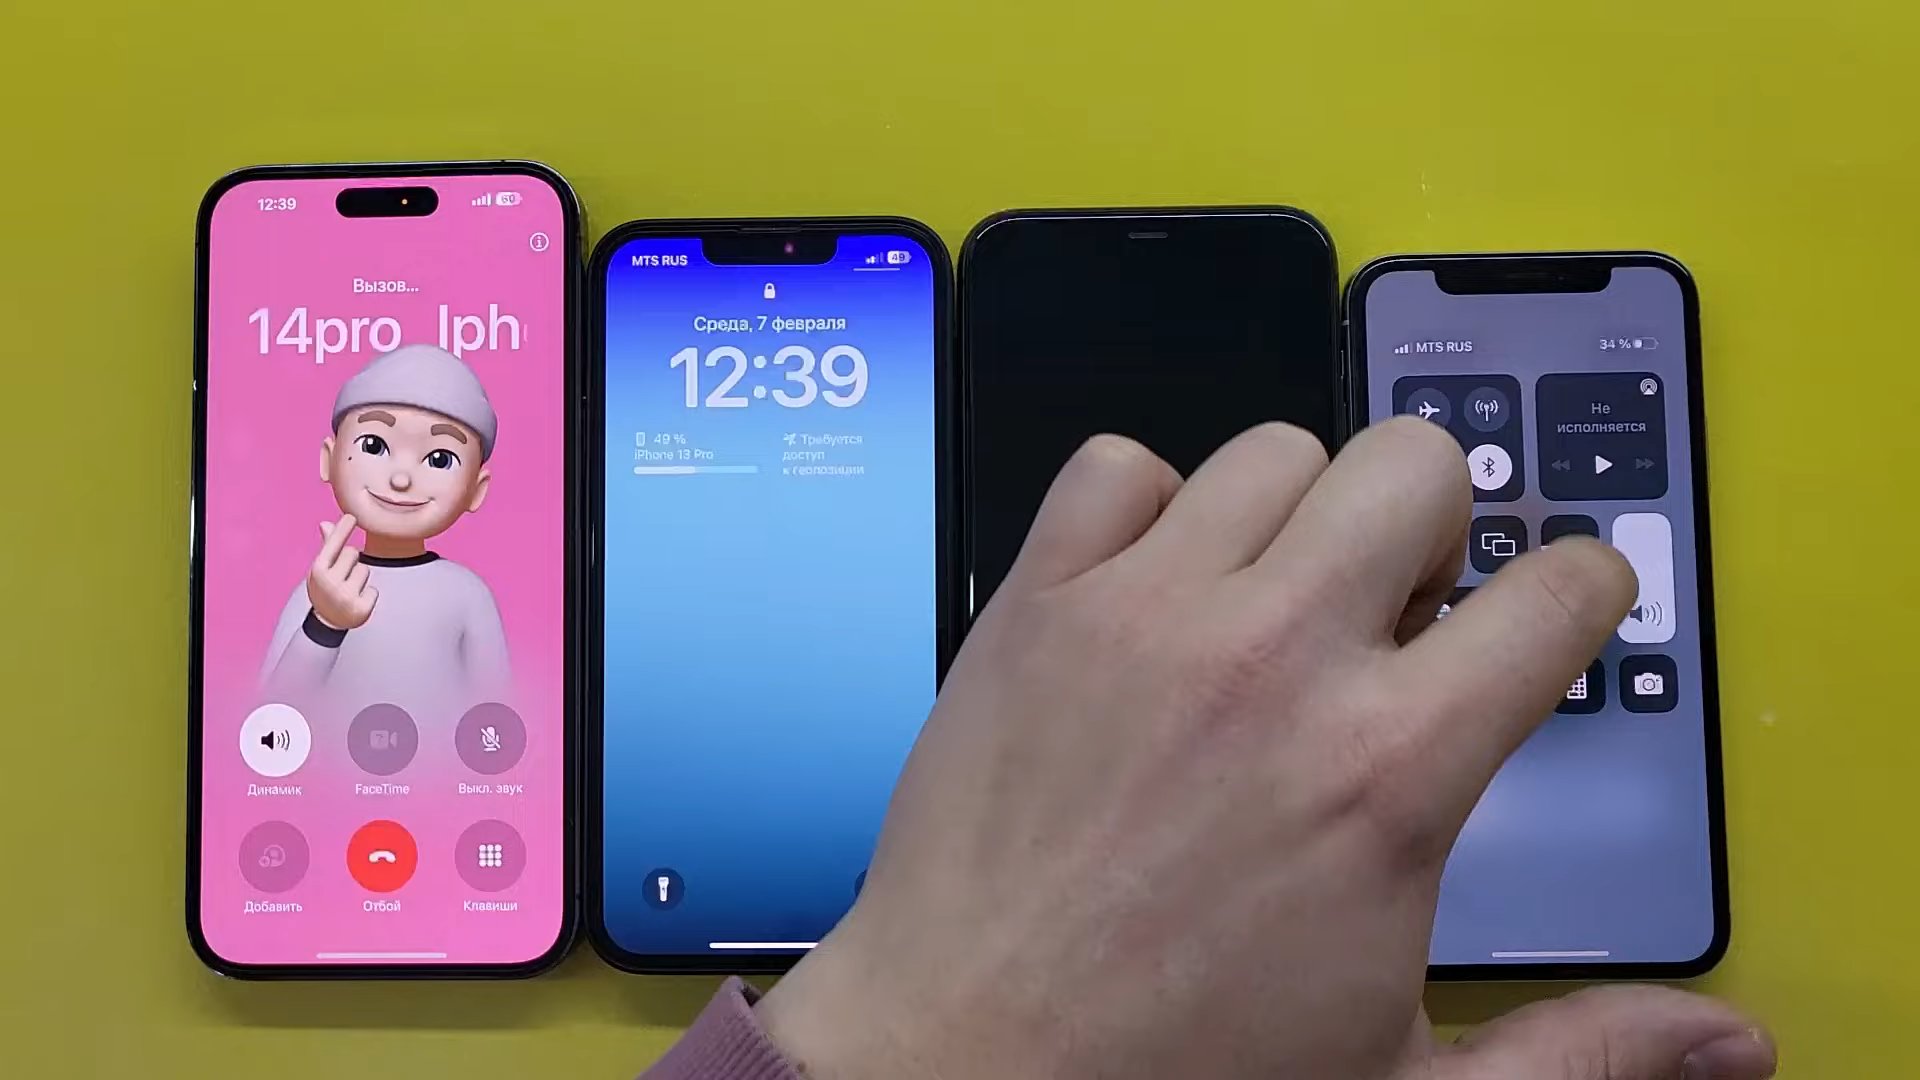 12:39
60
Вызов...
14pro Iph
Динамик
FaceTime
Выкл. звук
Добавить
Отбой
Клавиши
MTS RUS
49
Среда, 7 февраля
12:39
49 %
iPhone 13 Pro
Требуется
доступ
к геопозиции
MTS RUS
34 %
Не
исполняется